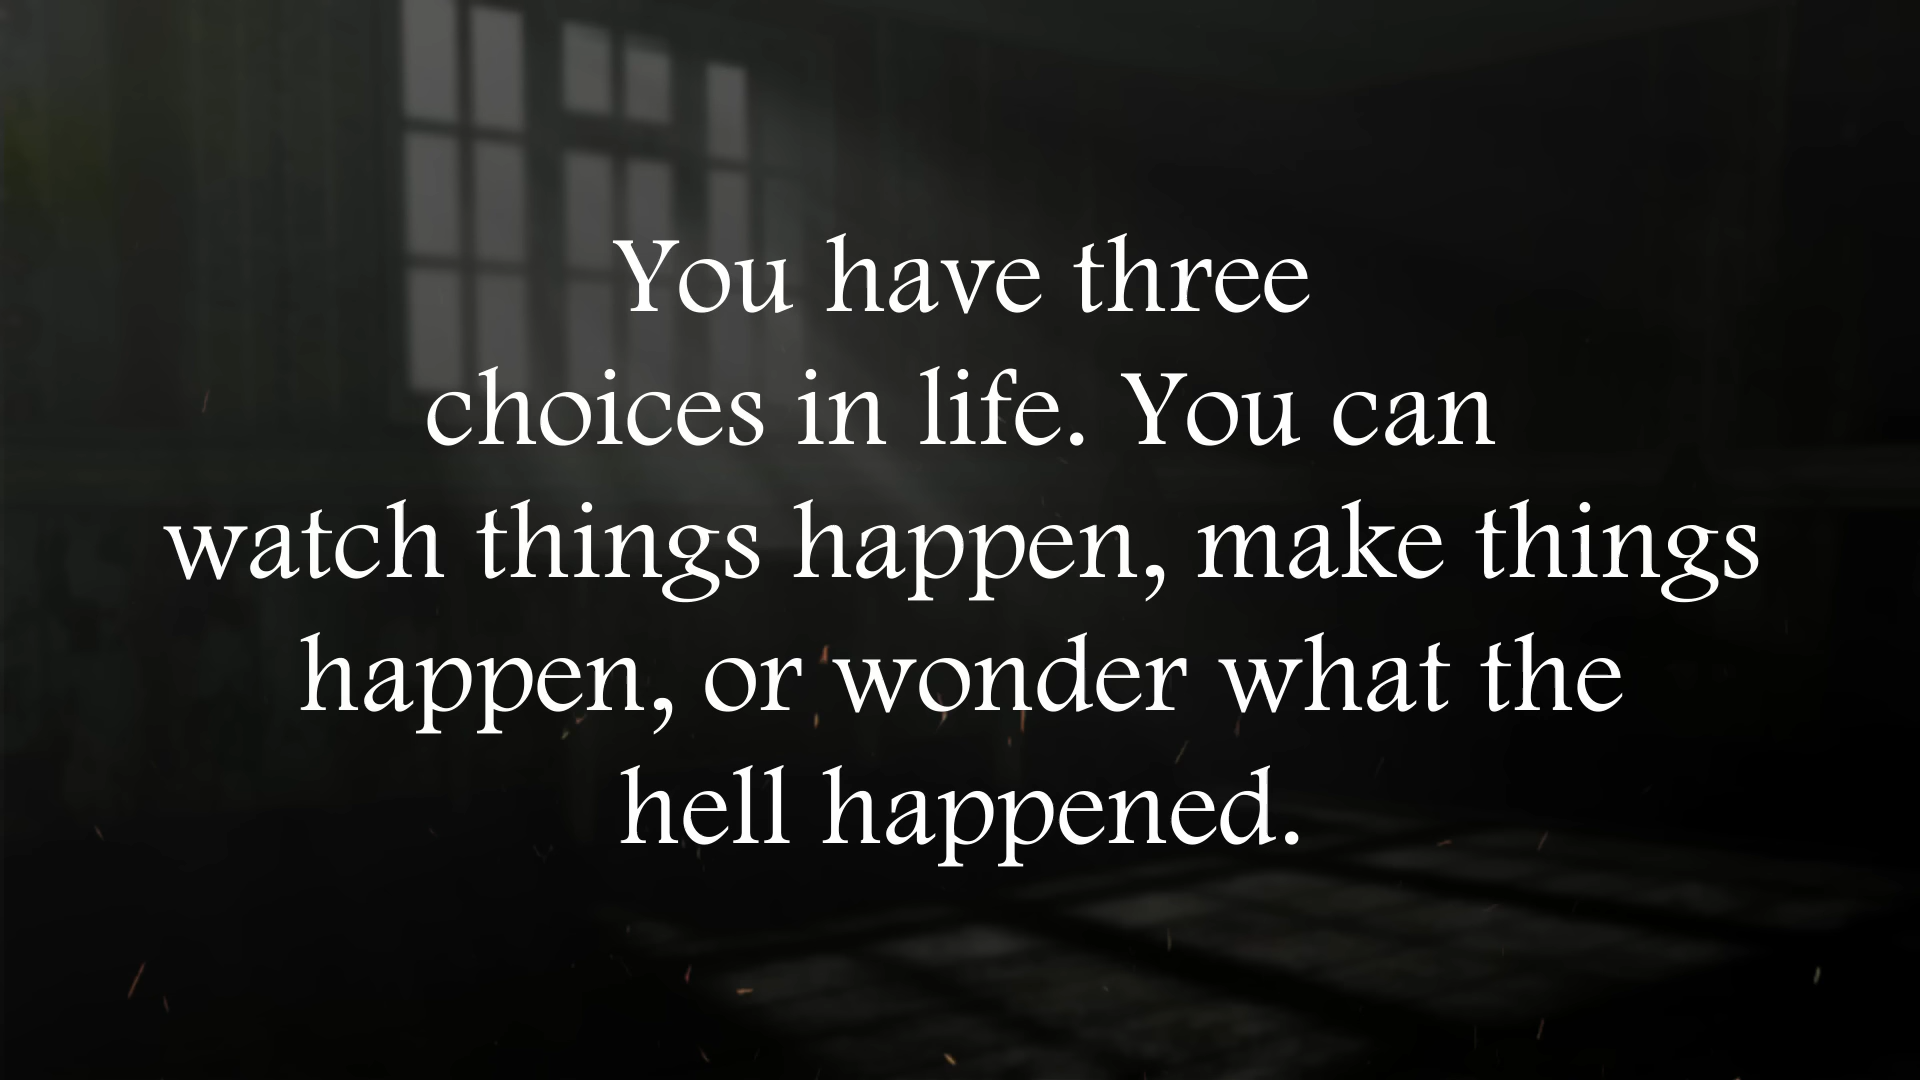 You have three
choices in life. You can
watch things happen, make things
happen, or wonder what the
hell happened.